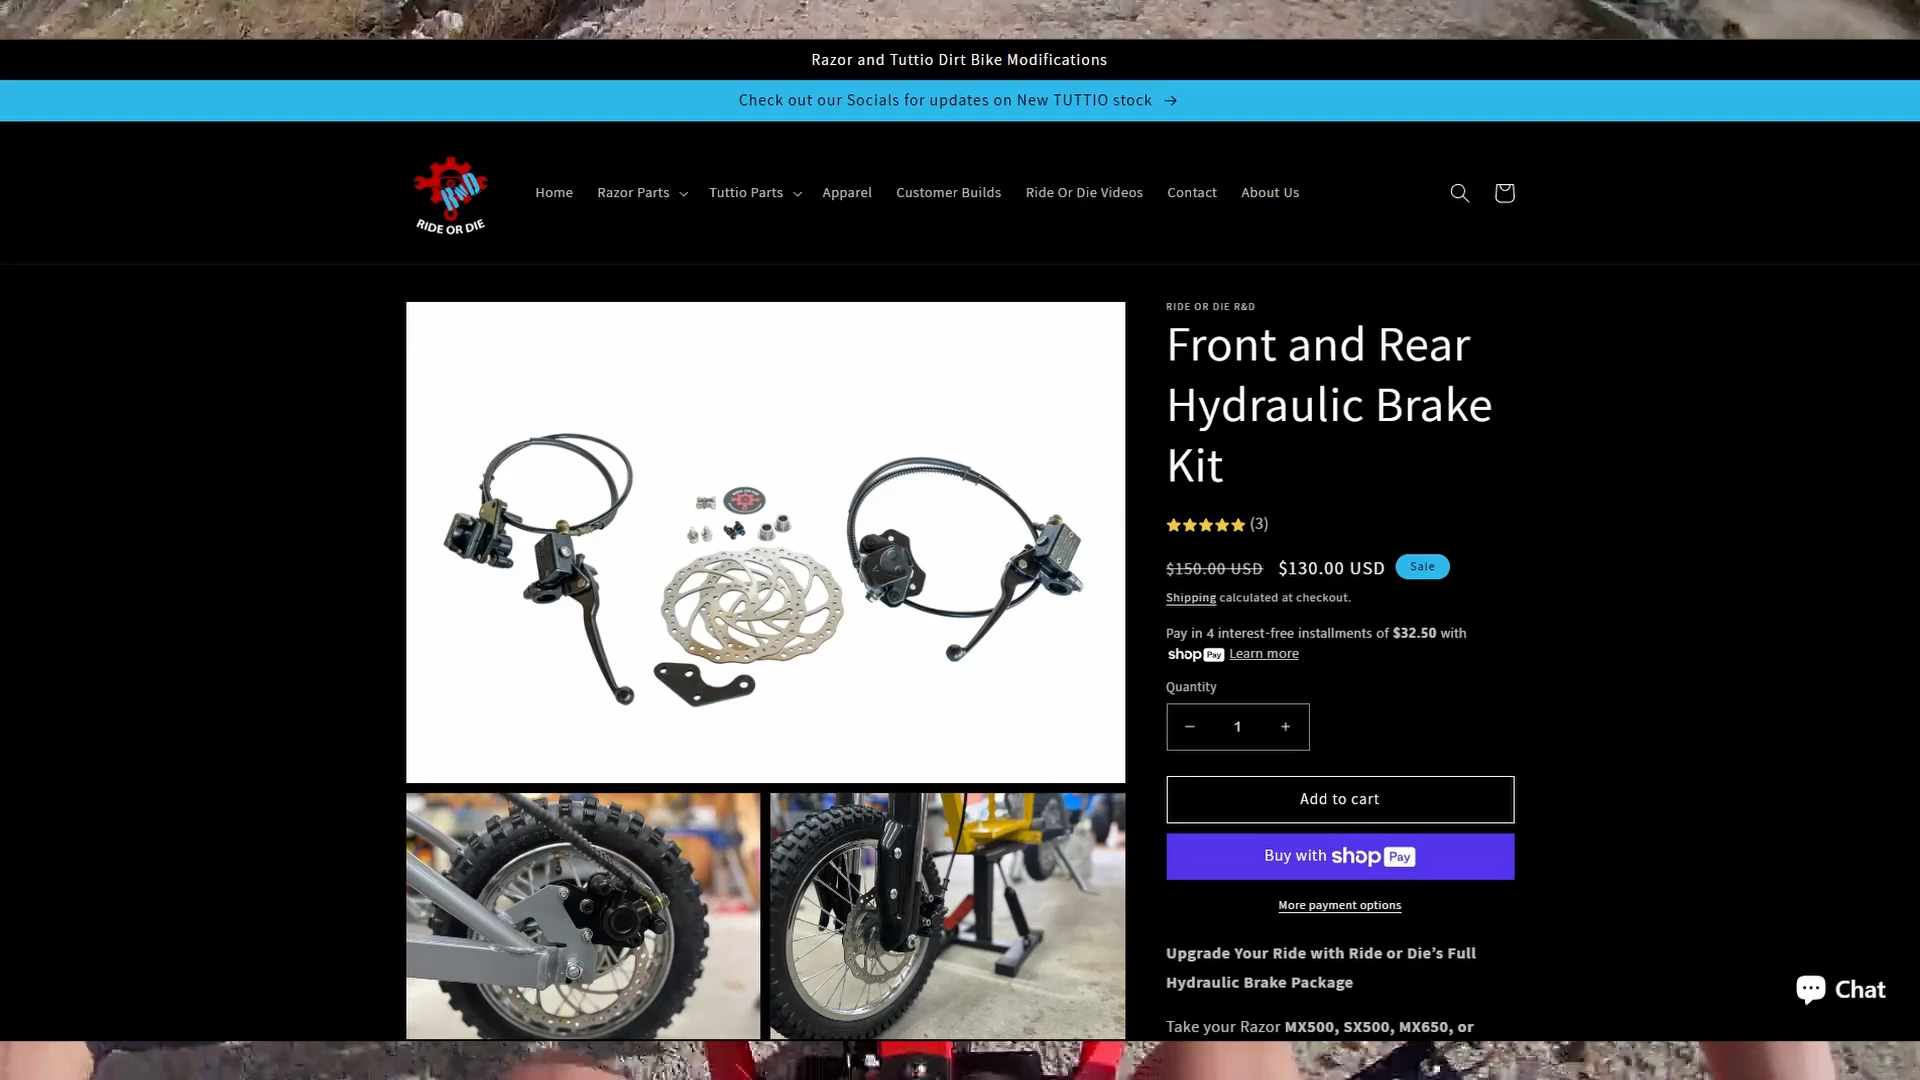 Razor and Tuttio Dirt Bike Modifications
Check out our Socials for updates on New TUTTIO stock →
RnD
RIDE OR DIE
Home
Razor Parts
Tuttio Parts
Apparel
Customer Builds
Ride Or Die Videos
Contact
About Us
RIDE OR DIE R&D
Front and Rear
Hydraulic Brake
Kit
(3)
$150.00 USD $130.00 USD Sale
Shipping calculated at checkout.
Pay in 4 interest-free installments of $32.50 with
shop Pay Learn more
Quantity
− 1 +
Add to cart
Buy with shop Pay
More payment options
Upgrade Your Ride with Ride or Die’s Full
Hydraulic Brake Package
Take your Razor MX500, SX500, MX650, or
Chat